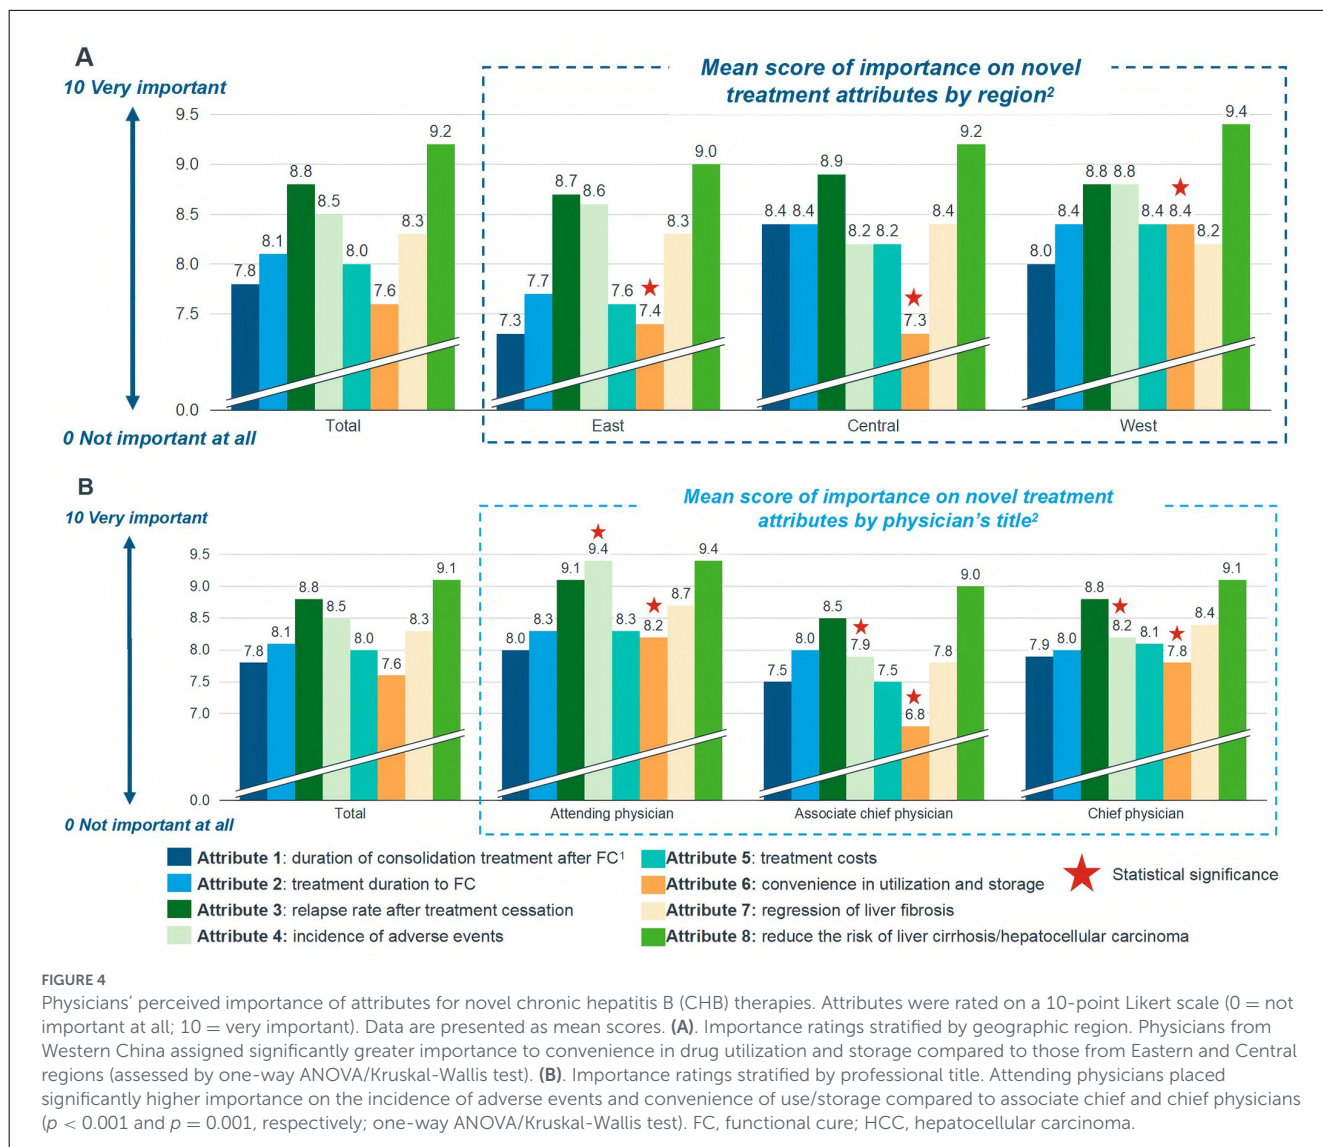 A
10 Very important
Mean score of importance on novel
treatment attributes by region²
9.5
9.0
8.5
8.0
7.5
0.0
7.8
8.1
8.8
8.5
8.0
7.6
8.3
9.2
7.3
7.7
8.7
8.6
7.6
7.4
8.3
9.0
8.4
8.4
8.9
8.2
8.2
7.3
8.4
9.2
8.0
8.4
8.8
8.8
8.4
8.4
8.2
9.4
Total
East
Central
West
0 Not important at all
B
10 Very important
Mean score of importance on novel treatment
attributes by physician's title²
9.5
9.0
8.5
8.0
7.5
7.0
0.0
7.8
8.1
8.8
8.5
8.0
7.6
8.3
9.1
8.0
8.3
9.1
9.4
8.3
8.2
8.7
9.4
7.5
8.0
8.5
7.9
7.5
6.8
7.8
9.0
7.9
8.0
8.8
8.2
8.1
7.8
8.4
9.1
Total
Attending physician
Associate chief physician
Chief physician
0 Not important at all
Attribute 1: duration of consolidation treatment after FC¹
Attribute 2: treatment duration to FC
Attribute 3: relapse rate after treatment cessation
Attribute 4: incidence of adverse events
Attribute 5: treatment costs
Attribute 6: convenience in utilization and storage
Attribute 7: regression of liver fibrosis
Attribute 8: reduce the risk of liver cirrhosis/hepatocellular carcinoma
Statistical significance
FIGURE 4
Physicians' perceived importance of attributes for novel chronic hepatitis B (CHB) therapies. Attributes were rated on a 10-point Likert scale (0 = not
important at all; 10 = very important). Data are presented as mean scores. (A). Importance ratings stratified by geographic region. Physicians from
Western China assigned significantly greater importance to convenience in drug utilization and storage compared to those from Eastern and Central
regions (assessed by one-way ANOVA/Kruskal-Wallis test). (B). Importance ratings stratified by professional title. Attending physicians placed
significantly higher importance on the incidence of adverse events and convenience of use/storage compared to associate chief and chief physicians
(p < 0.001 and p = 0.001, respectively; one-way ANOVA/Kruskal-Wallis test). FC, functional cure; HCC, hepatocellular carcinoma.